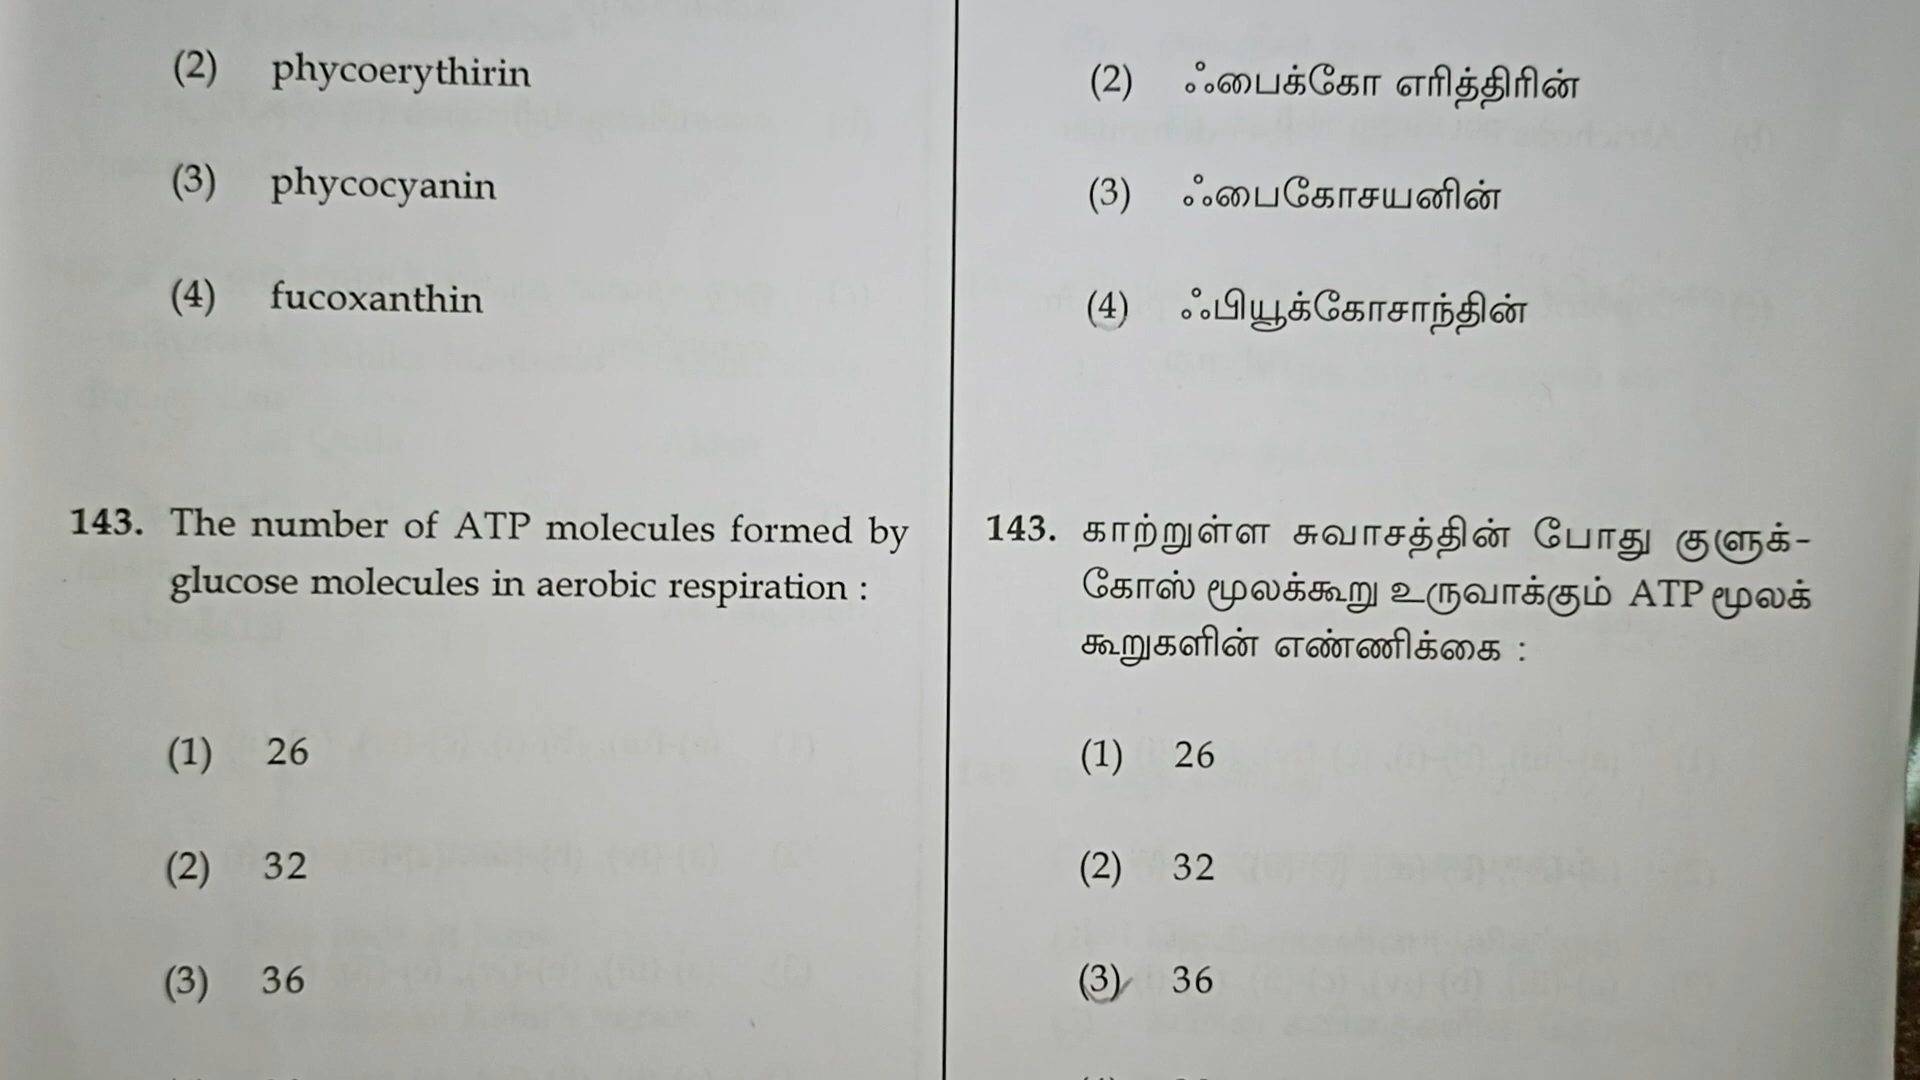 (2) phycoerythirin
(3) phycocyanin
(4) fucoxanthin
143. The number of ATP molecules formed by
glucose molecules in aerobic respiration :
(1) 26
(2) 32
(3) 36
(2) ஃபைக்கோ எரித்திரின்
(3) ஃபைகோசயனின்
(4) ஃபியூக்கோசாந்தின்
143. காற்றுள்ள சுவாசத்தின் போது குளுக்-
கோஸ் மூலக்கூறு உருவாக்கும் ATP மூலக்
கூறுகளின் எண்ணிக்கை :
(1) 26
(2) 32
(3) 36